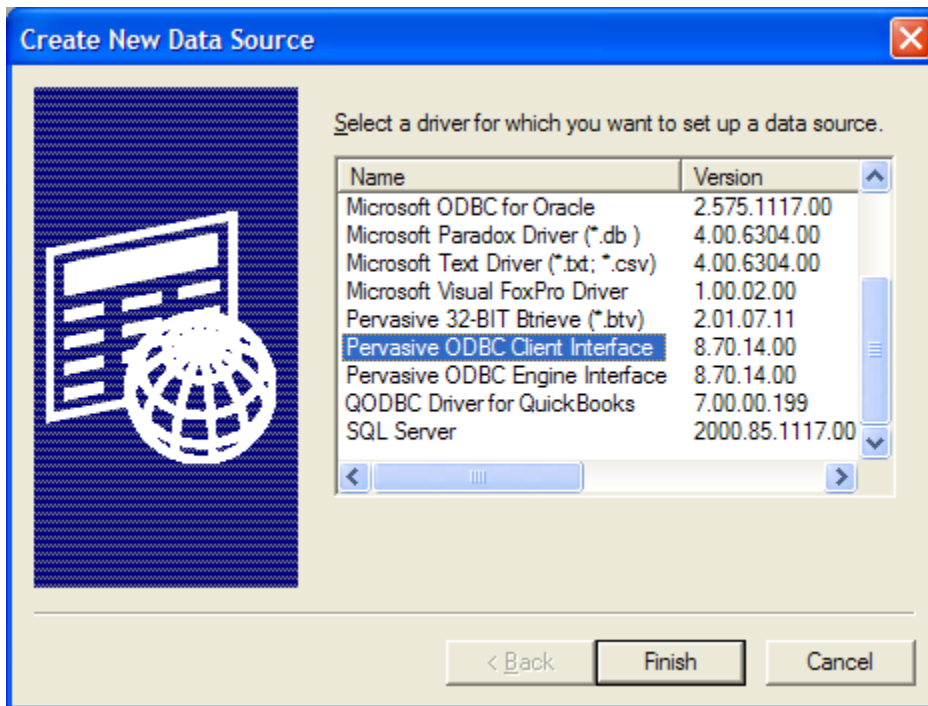 Create New Data Source
Select a driver for which you want to set up a data source.
Name Version
Microsoft ODBC for Oracle 2.575.1117.00
Microsoft Paradox Driver (*.db ) 4.00.6304.00
Microsoft Text Driver (*.txt; *.csv) 4.00.6304.00
Microsoft Visual FoxPro Driver 1.00.02.00
Pervasive 32-BIT Btrieve (*.btv) 2.01.07.11
Pervasive ODBC Client Interface 8.70.14.00
Pervasive ODBC Engine Interface 8.70.14.00
QODBC Driver for QuickBooks 7.00.00.199
SQL Server 2000.85.1117.00
< Back Finish Cancel